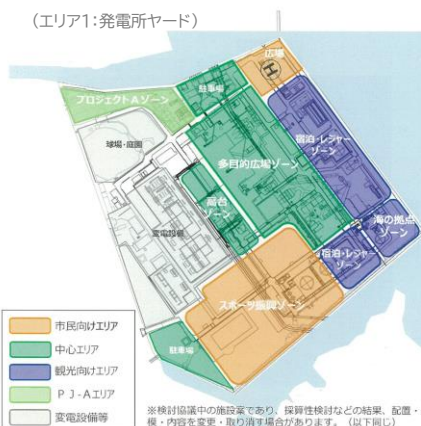 (エリア1:発電所ヤード)
広場
H
駐車場
プロジェクトAゾーン
宿泊・レジャー
ゾーン
球場・庭園
多目的広場ゾーン
高台
ゾーン
海の拠点
ゾーン
変電設備
宿泊・レジャー
ゾーン
スポーツ振興ゾーン
駐車場
市民向けエリア
中心エリア
観光向けエリア
PJ-Aエリア
変電設備等
※検討協議中の施設案であり、採算性検討などの結果、配置・
模・内容を変更・取り消す場合があります。(以下同じ)